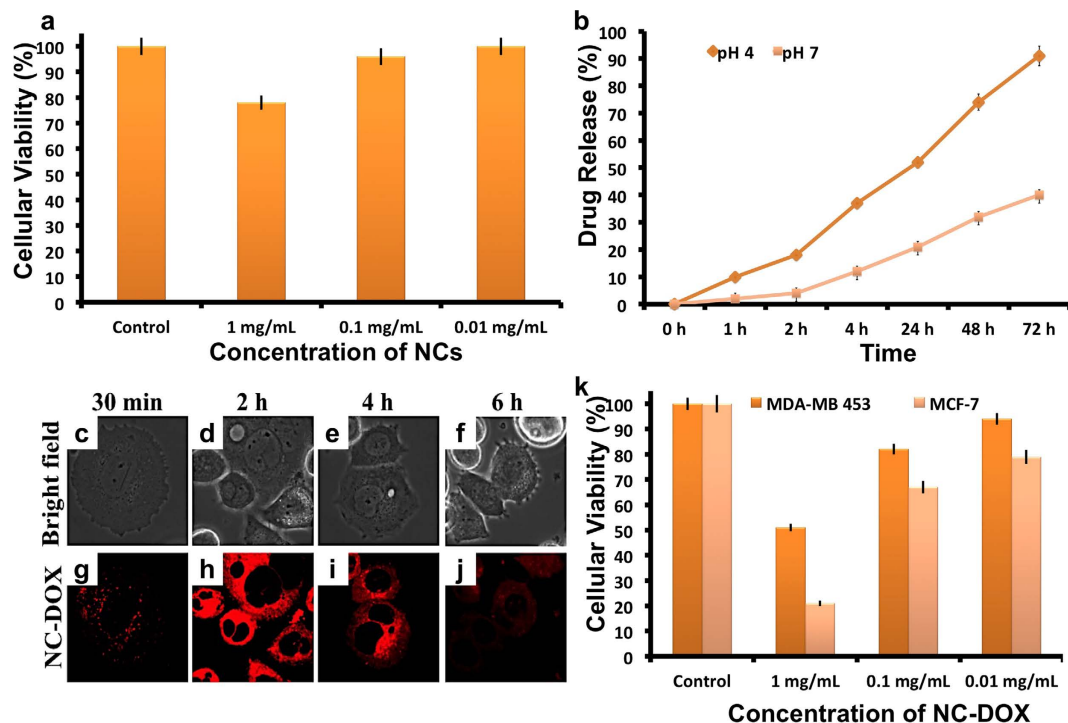 a
Cellular Viability (%)
100
90
80
70
60
50
40
30
20
10
0
Control 1 mg/mL 0.1 mg/mL 0.01 mg/mL
Concentration of NCs
b
Drug Release (%)
100
90
80
70
60
50
40
30
20
10
0
pH 4 pH 7
0 h 1 h 2 h 4 h 24 h 48 h 72 h
Time
30 min 2 h 4 h 6 h
Bright field
c d e f
NC-DOX
g h i j
k
Cellular Viability (%)
100
90
80
70
60
50
40
30
20
10
0
MDA-MB 453 MCF-7
Control 1 mg/mL 0.1 mg/mL 0.01 mg/mL
Concentration of NC-DOX